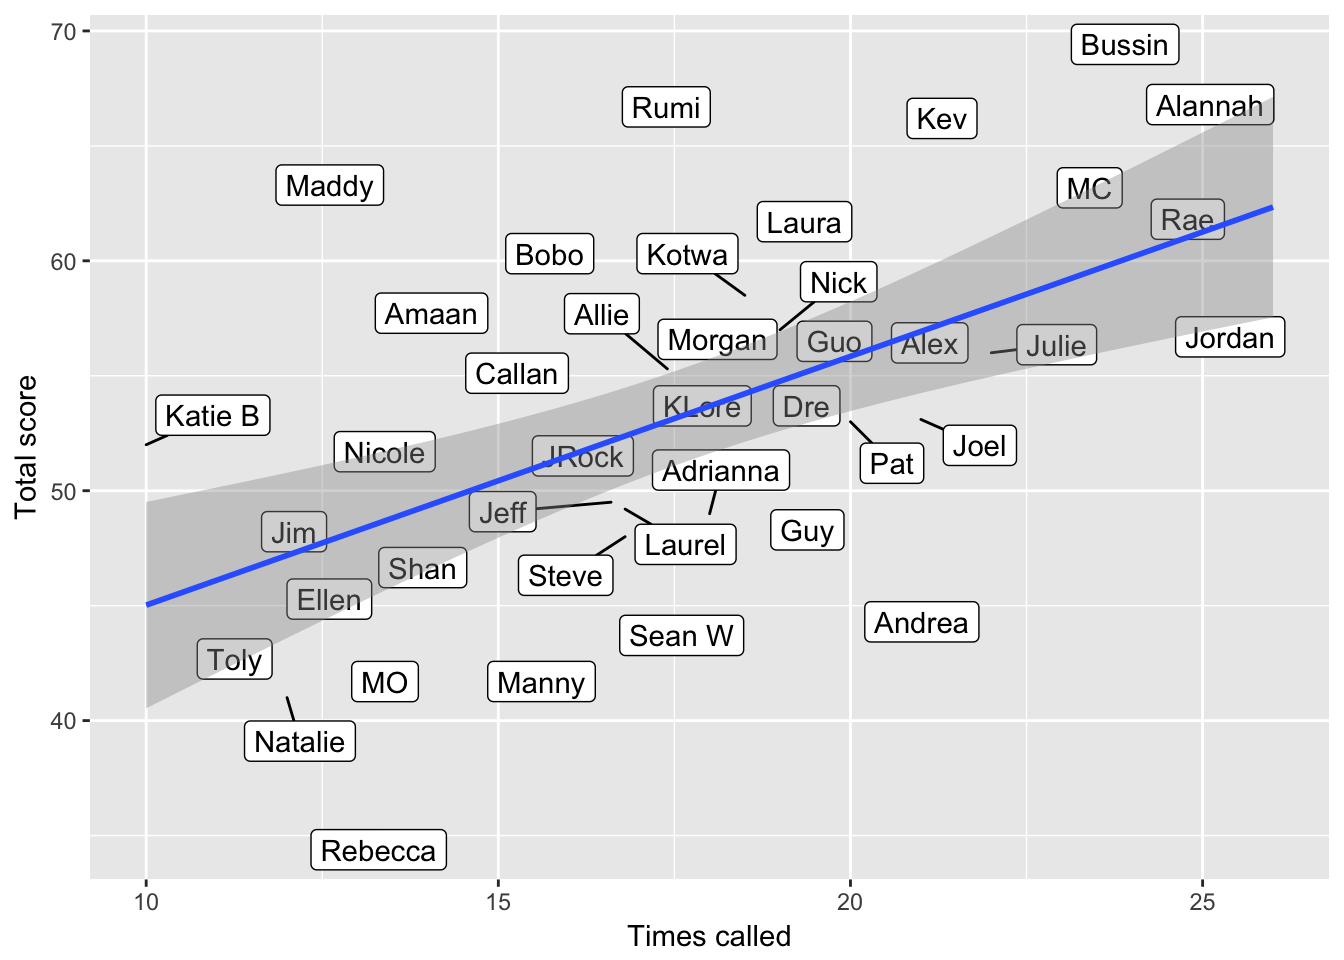 70
Bussin
Rumi
Alannah
Kev
Maddy
MC
Laura
Rae
60
Bobo
Kotwa
Nick
Amaan
Allie
Morgan
Guo
Alex
Julie
Jordan
Callan
Katie B
KLore
Dre
Nicole
JRock
Adrianna
Pat
Joel
50
Jeff
Jim
Laurel
Guy
Shan
Steve
Ellen
Sean W
Andrea
Toly
MO
Manny
40
Natalie
Rebecca
10
15
20
25
Times called
Total score